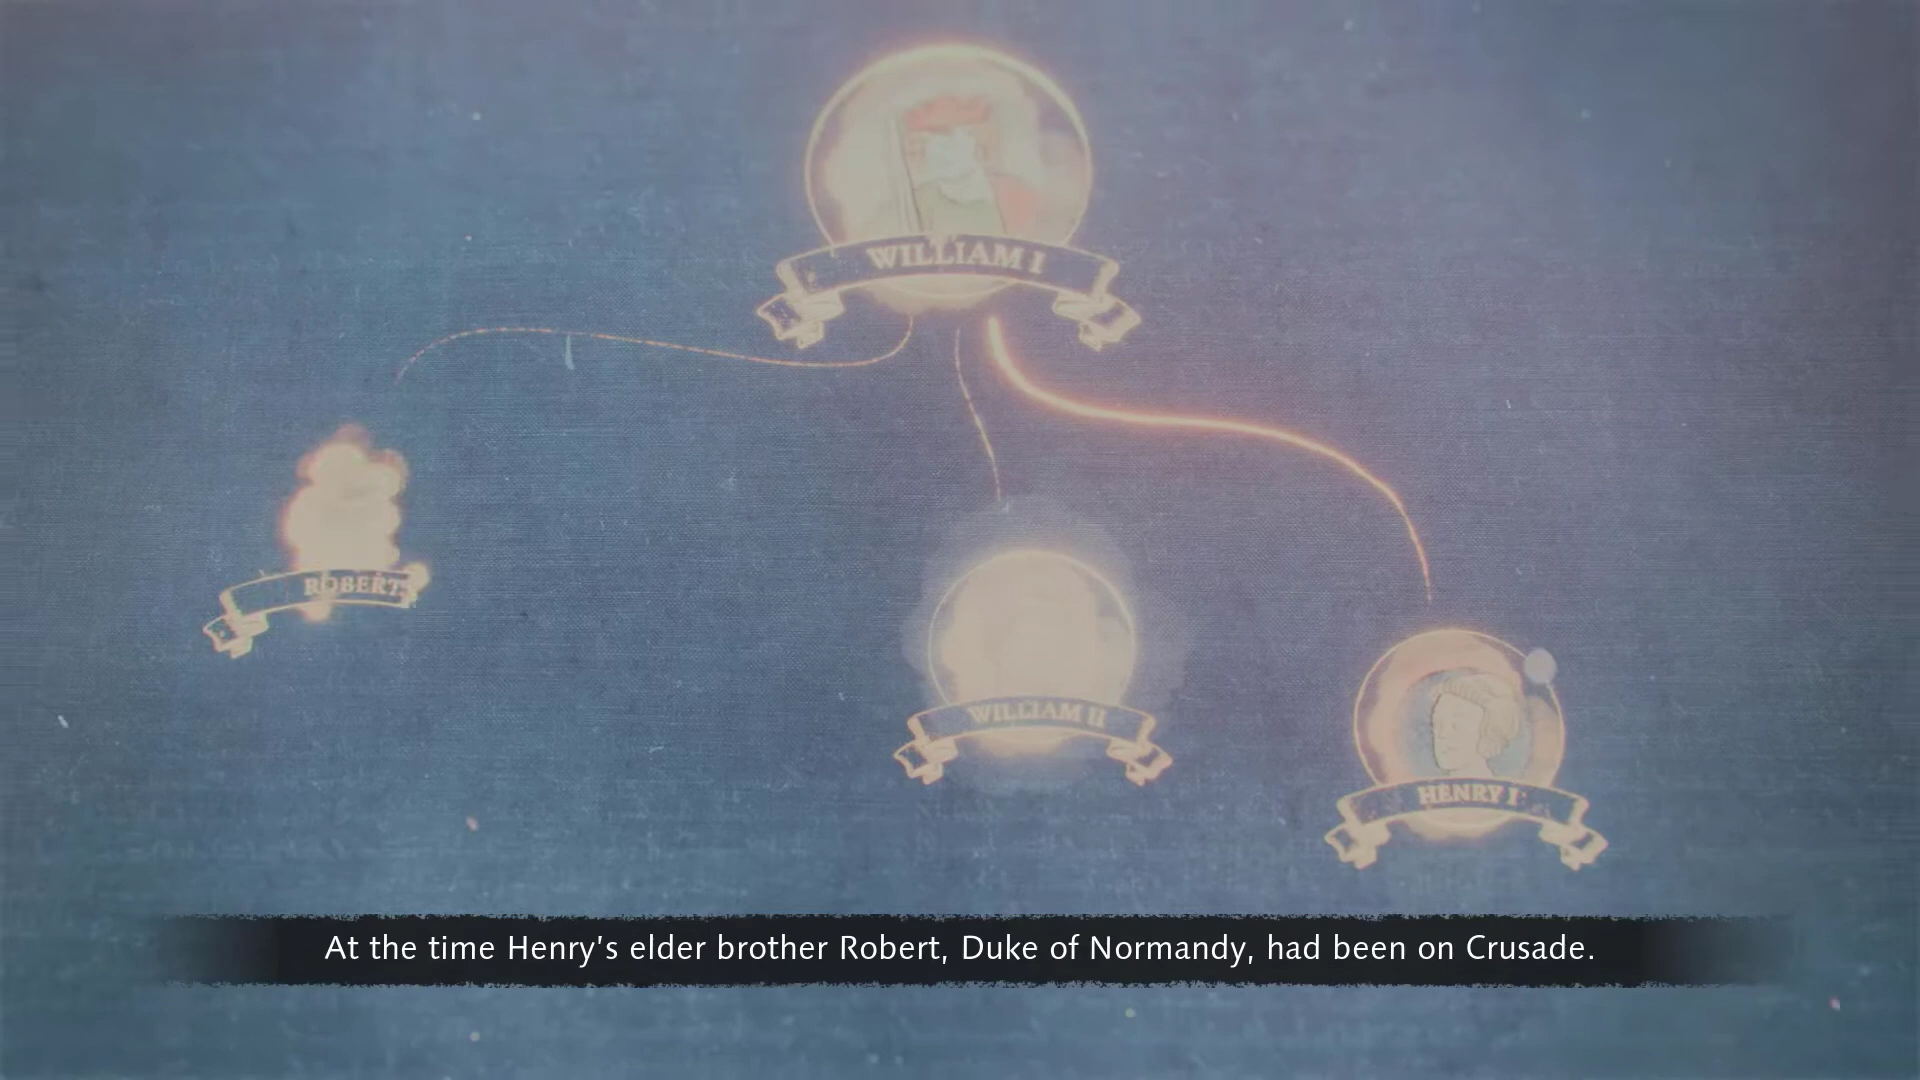 WILLIAM I
ROBERT
WILLIAM II
HENRY I
At the time Henry's elder brother Robert, Duke of Normandy, had been on Crusade.